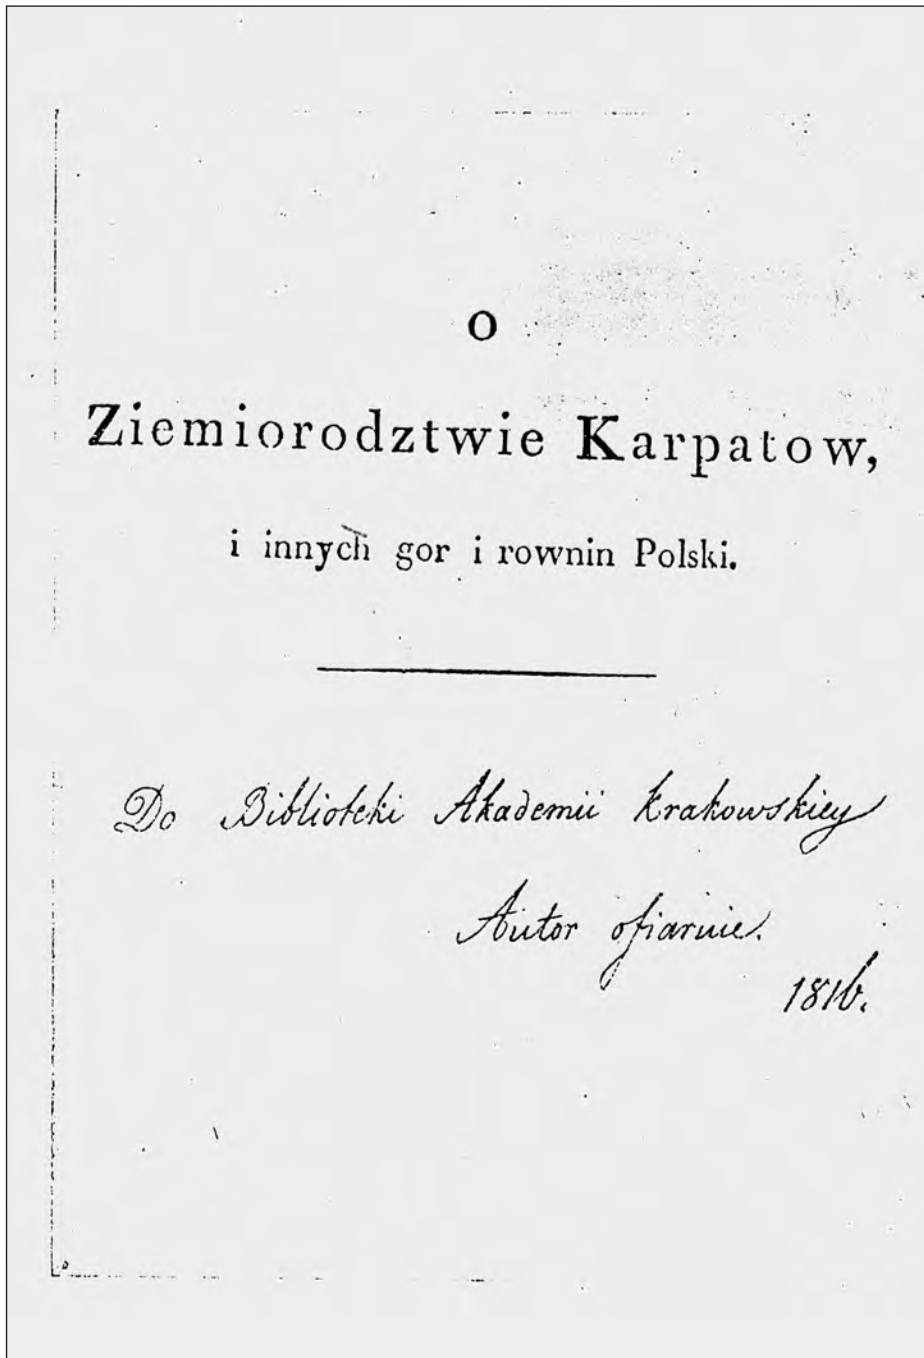 O
Ziemiorodztwie Karpatow,
i innych gor i rownin Polski.
Do Biblioteki Akademii Krakowskiey
Autor ofiaruie.
1816.